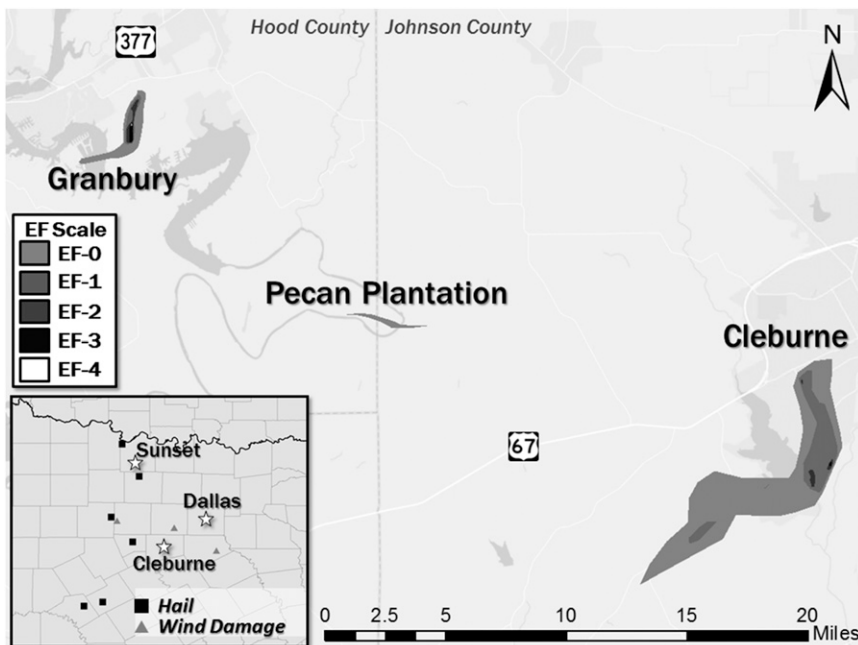 377
Hood County
Johnson County
N
Granbury
EF Scale
EF-0
EF-1
EF-2
EF-3
EF-4
Pecan Plantation
Cleburne
67
Sunset
Dallas
Cleburne
Hail
Wind Damage
0 2.5 5 10 15 20
Miles